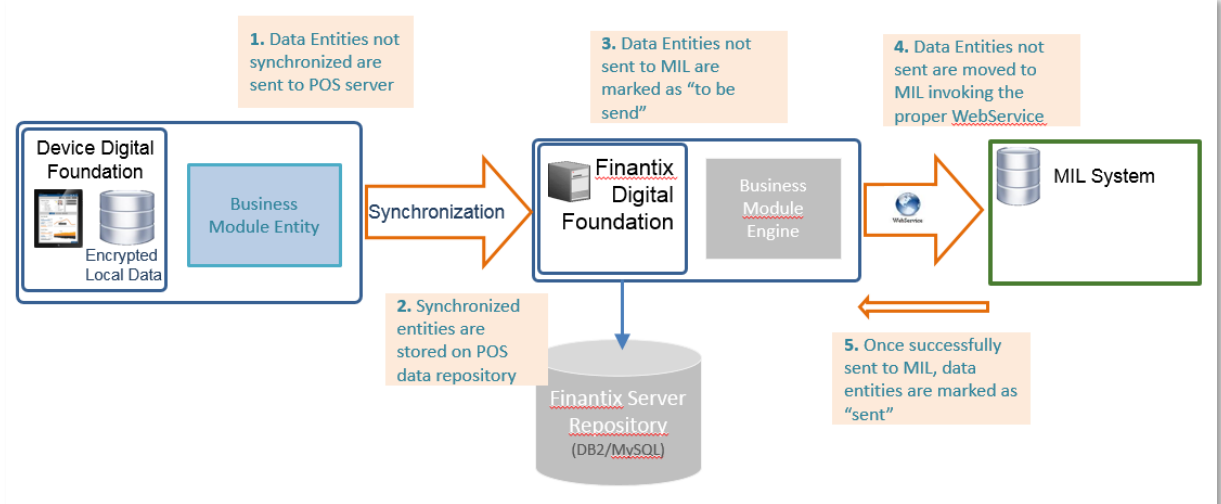 1. Data Entities not
synchronized are
sent to POS server
3. Data Entities not
sent to MIL are
marked as “to be
send”
4. Data Entities not
sent are moved to
MIL invoking the
proper WebService
Device Digital
Foundation
Encrypted
Local Data
Business
Module Entity
Synchronization
Finantix
Digital
Foundation
Business
Module
Engine
WebService
MIL System
2. Synchronized
entities are
stored on POS
data repository
Finantix Server
Repository
(DB2/MySQL)
5. Once successfully
sent to MIL, data
entities are marked as
“sent”